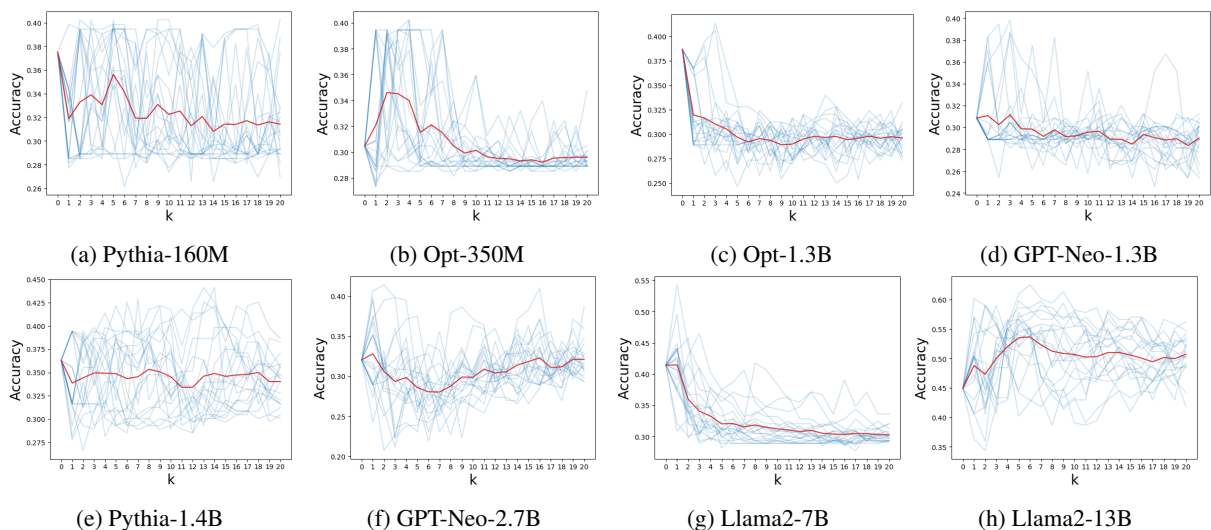 Accuracy
0.40
0.38
0.36
0.34
0.32
0.30
0.28
0.26
0 1 2 3 4 5 6 7 8 9 10 11 12 13 14 15 16 17 18 19 20
k
(a) Pythia-160M
Accuracy
0.40
0.38
0.36
0.34
0.32
0.30
0.28
0 1 2 3 4 5 6 7 8 9 10 11 12 13 14 15 16 17 18 19 20
k
(b) Opt-350M
Accuracy
0.400
0.375
0.350
0.325
0.300
0.275
0.250
0 1 2 3 4 5 6 7 8 9 10 11 12 13 14 15 16 17 18 19 20
k
(c) Opt-1.3B
Accuracy
0.40
0.38
0.36
0.34
0.32
0.30
0.28
0.26
0.24
0 1 2 3 4 5 6 7 8 9 10 11 12 13 14 15 16 17 18 19 20
k
(d) GPT-Neo-1.3B
Accuracy
0.450
0.425
0.400
0.375
0.350
0.325
0.300
0.275
0 1 2 3 4 5 6 7 8 9 10 11 12 13 14 15 16 17 18 19 20
k
(e) Pythia-1.4B
Accuracy
0.40
0.35
0.30
0.25
0.20
0 1 2 3 4 5 6 7 8 9 10 11 12 13 14 15 16 17 18 19 20
k
(f) GPT-Neo-2.7B
Accuracy
0.55
0.50
0.45
0.40
0.35
0.30
0 1 2 3 4 5 6 7 8 9 10 11 12 13 14 15 16 17 18 19 20
k
(g) Llama2-7B
Accuracy
0.60
0.55
0.50
0.45
0.40
0.35
0 1 2 3 4 5 6 7 8 9 10 11 12 13 14 15 16 17 18 19 20
k
(h) Llama2-13B